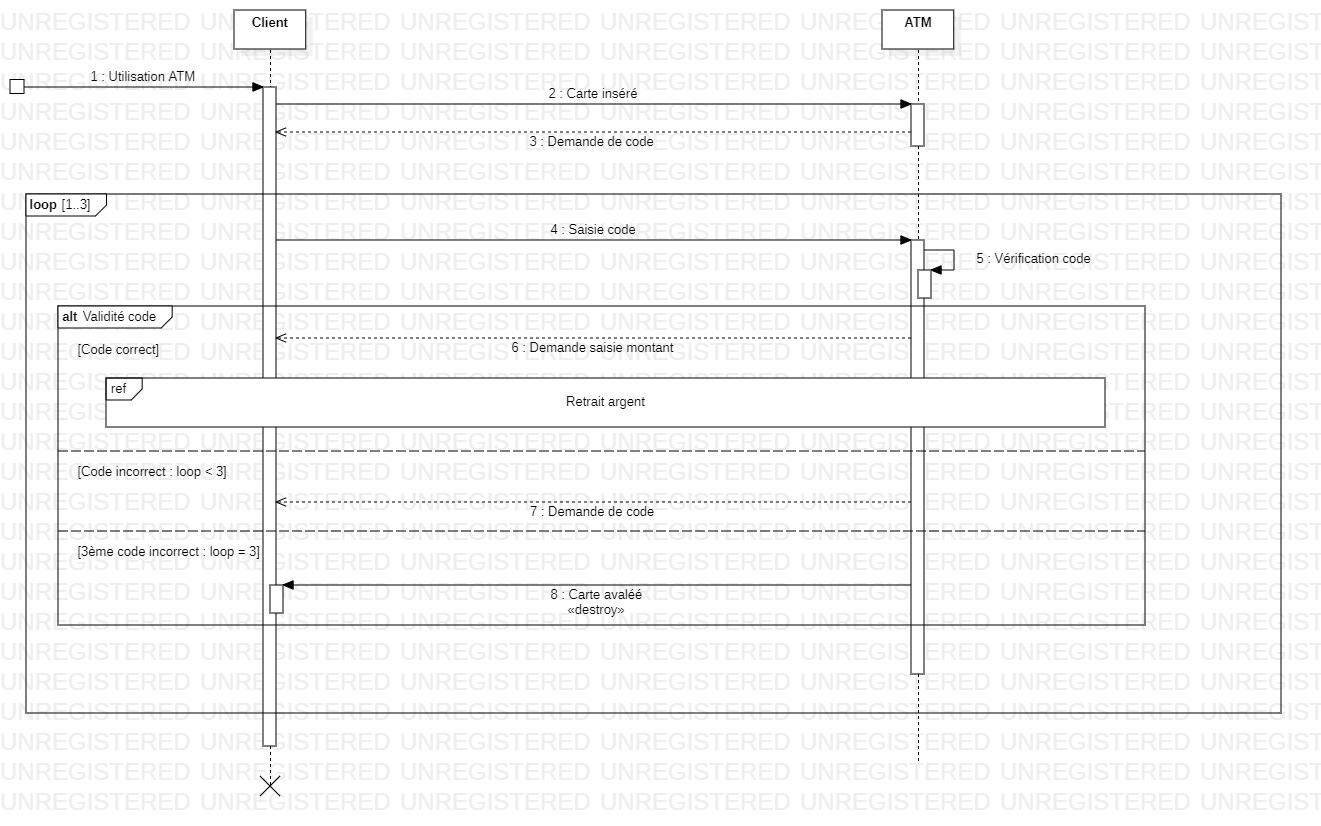 Client
ATM
1 : Utilisation ATM
2 : Carte inséré
3 : Demande de code
loop [1..3]
4 : Saisie code
5 : Vérification code
alt Validité code
6 : Demande saisie montant
[Code correct]
ref
Retrait argent
[Code incorrect : loop < 3]
7 : Demande de code
[3ème code incorrect : loop = 3]
8 : Carte avaléé
«destroy»
UNREGISTERED UNREGISTERED UNREGISTERED UNREGISTERED UNREGISTERED UNREGISTERED UNREGIST